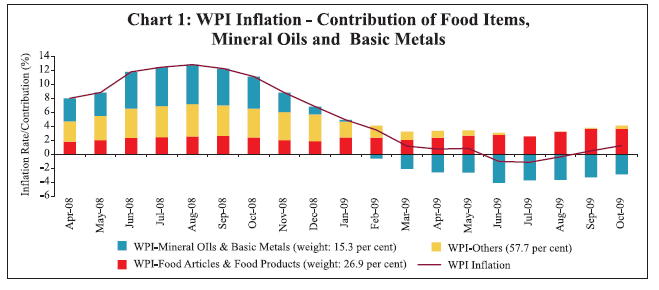 Chart 1: WPI Inflation - Contribution of Food Items,
Mineral Oils and Basic Metals
Inflation Rate/Contribution (%)
14
12
10
8
6
4
2
0
-2
-4
-6
Apr-08
May-08
Jun-08
Jul-08
Aug-08
Sep-08
Oct-08
Nov-08
Dec-08
Jan-09
Feb-09
Mar-09
Apr-09
May-09
Jun-09
Jul-09
Aug-09
Sep-09
Oct-09
WPI-Mineral OIls & Basic Metals (weight: 15.3 per cent)
WPI-Others (57.7 per cent)
WPI-Food Articles & Food Products (weight: 26.9 per cent)
WPI Inflation